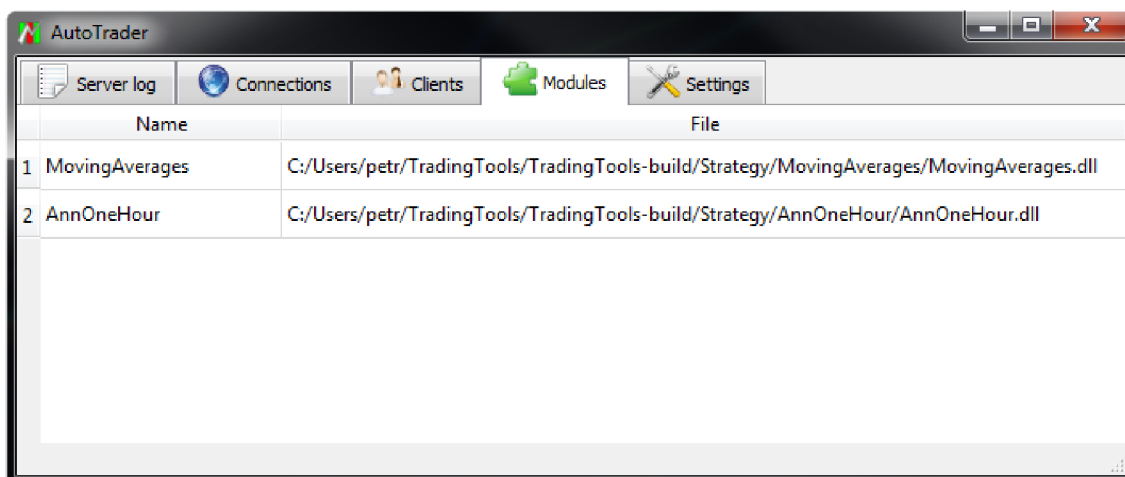 AutoTrader
Server log Connections Clients Modules Settings
Name File
1 MovingAverages C:/Users/petr/TradingTools/TradingTools-build/Strategy/MovingAverages/MovingAverages.dll
2 AnnOneHour C:/Users/petr/TradingTools/TradingTools-build/Strategy/AnnOneHour/AnnOneHour.dll